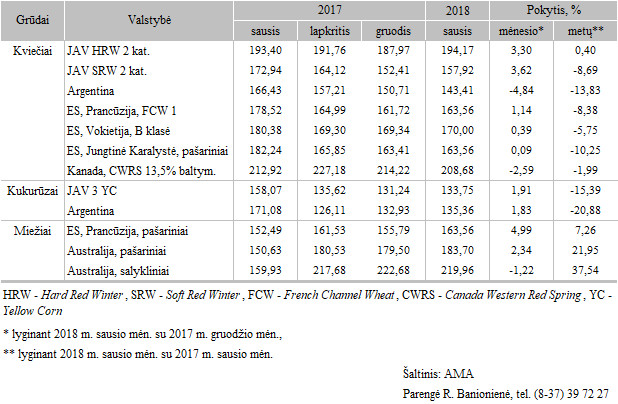 Grūdai Valstybė 2017 2018 Pokytis, %
sausis lapkritis gruodis sausis mėnesio* metų**
Kviečiai JAV HRW 2 kat. 193,40 191,76 187,97 194,17 3,30 0,40
JAV SRW 2 kat. 172,94 164,12 152,41 157,92 3,62 -8,69
Argentina 166,43 157,21 150,71 143,41 -4,84 -13,83
ES, Prancūzija, FCW 1 178,52 164,99 161,72 163,56 1,14 -8,38
ES, Vokietija, B klasė 180,38 169,30 169,34 170,00 0,39 -5,75
ES, Jungtinė Karalystė, pašariniai 182,24 165,85 163,41 163,56 0,09 -10,25
Kanada, CWRS 13,5% baltym. 212,92 227,18 214,22 208,68 -2,59 -1,99
Kukurūzai JAV 3 YC 158,07 135,62 131,24 133,75 1,91 -15,39
Argentina 171,08 126,11 132,93 135,36 1,83 -20,88
Miežiai ES, Prancūzija, pašariniai 152,49 161,53 155,79 163,56 4,99 7,26
Australija, pašariniai 150,63 180,53 179,50 183,70 2,34 21,95
Australija, salykliniai 159,93 217,68 222,68 219,96 -1,22 37,54
HRW - Hard Red Winter, SRW - Soft Red Winter, FCW - French Channel Wheat, CWRS - Canada Western Red Spring, YC -
Yellow Corn
* lyginant 2018 m. sausio mėn. su 2017 m. gruodžio mėn.,
** lyginant 2018 m. sausio mėn. su 2017 m. sausio mėn.
Šaltinis: AMA
Parengė R. Banionienė, tel. (8-37) 39 72 27